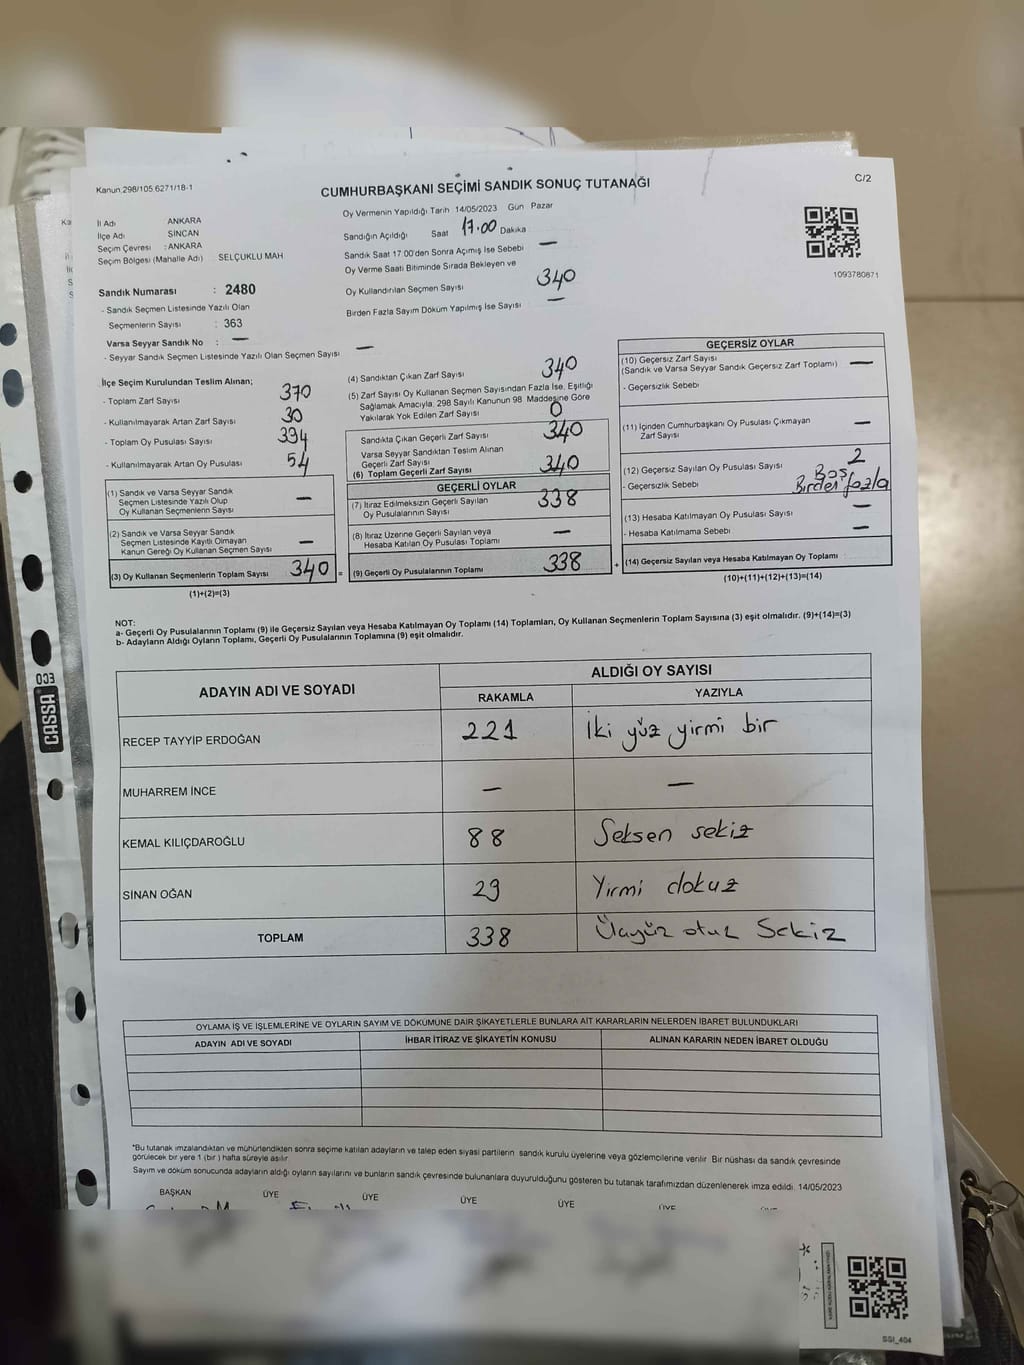 Kanun 298/105 6271/18-1
C/2
CUMHURBAŞKANI SEÇİMİ SANDIK SONUÇ TUTANAĞI
İl Adı ANKARA
İlçe Adı SİNCAN
Seçim Çevresi : ANKARA
Seçim Bölgesi (Mahalle Adı) : SELÇUKLU MAH
Sandık Numarası : 2480
- Sandık Seçmen Listesinde Yazılı Olan
Seçmenlerin Sayısı : 363
Varsa Seyyar Sandık No : —
- Seyyar Sandık Seçmen Listesinde Yazılı Olan Seçmen Sayısı —
Oy Vermenin Yapıldığı Tarih 14/05/2023 Gün Pazar
Sandığın Açıldığı Saat 17.00 Dakika
Sandık Saat 17:00'den Sonra Açımış İse Sebebi —
Oy Verme Saati Bitiminde Sırada Bekleyen ve
Oy Kullandırılan Seçmen Sayısı 340
Birden Fazla Sayım Döküm Yapılmış İse Sayısı —
1093780871
İlçe Seçim Kurulundan Teslim Alınan;
- Toplam Zarf Sayısı 370
- Kullanılmayarak Artan Zarf Sayısı 30
- Toplam Oy Pusulası Sayısı 394
- Kullanılmayarak Artan Oy Pusulası 54
(1) Sandık ve Varsa Seyyar Sandık
Seçmen Listesinde Yazılı Olup
Oy Kullanan Seçmenlerin Sayısı —
(2) Sandık ve Varsa Seyyar Sandık
Seçmen Listesinde Kayıtlı Olmayan
Kanun Gereği Oy Kullanan Seçmen Sayısı —
(3) Oy Kullanan Seçmenlerin Toplam Sayısı 340 =
(1)+(2)=(3)
(4) Sandıktan Çıkan Zarf Sayısı 340
(5) Zarf Sayısı Oy Kullanan Seçmen Sayısından Fazla İse, Eşitliği
Sağlamak Amacıyla, 298 Sayılı Kanunun 98. Maddesine Göre
Yakılarak Yok Edilen Zarf Sayısı 0
Sandıkta Çıkan Geçerli Zarf Sayısı 340
Varsa Seyyar Sandıktan Teslim Alınan
Geçerli Zarf Sayısı
(6) Toplam Geçerli Zarf Sayısı 340
GEÇERLİ OYLAR
(7) İtiraz Edilmeksizin Geçerli Sayılan
Oy Pusulalarının Sayısı 338
(8) İtiraz Üzerine Geçerli Sayılan veya
Hesaba Katılan Oy Pusulası Toplamı —
(9) Geçerli Oy Pusulalarının Toplamı 338 +
GEÇERSİZ OYLAR
(10) Geçersiz Zarf Sayısı
(Sandık ve Varsa Seyyar Sandık Geçersiz Zarf Toplamı) —
- Geçersizlik Sebebi
(11) İçinden Cumhurbaşkanı Oy Pusulası Çıkmayan
Zarf Sayısı —
(12) Geçersiz Sayılan Oy Pusulası Sayısı 2
- Geçersizlik Sebebi Boş
Birden fazla
(13) Hesaba Katılmayan Oy Pusulası Sayısı —
- Hesaba Katılmama Sebebi —
(14) Geçersiz Sayılan veya Hesaba Katılmayan Oy Toplamı
(10)+(11)+(12)+(13)=(14)
NOT:
a- Geçerli Oy Pusulalarının Toplamı (9) ile Geçersiz Sayılan veya Hesaba Katılmayan Oy Toplamı (14) Toplamları, Oy Kullanan Seçmenlerin Toplam Sayısına (3) eşit olmalıdır. (9)+(14)=(3)
b- Adayların Aldığı Oyların Toplamı, Geçerli Oy Pusulalarının Toplamına (9) eşit olmalıdır.
ADAYIN ADI VE SOYADI
ALDIĞI OY SAYISI
RAKAMLA YAZIYLA
RECEP TAYYİP ERDOĞAN 221 İki yüz yirmi bir
MUHARREM İNCE — —
KEMAL KILIÇDAROĞLU 88 Seksen sekiz
SİNAN OĞAN 29 Yirmi dokuz
TOPLAM 338 Üçyüz otuz Sekiz
OYLAMA İŞ VE İŞLEMLERİNE VE OYLARIN SAYIM VE DÖKÜMÜNE DAİR ŞİKAYETLERLE BUNLARA AİT KARARLARIN NELERDEN İBARET BULUNDUKLARI
ADAYIN ADI VE SOYADI İHBAR İTİRAZ VE ŞİKAYETİN KONUSU ALINAN KARARIN NEDEN İBARET OLDUĞU
*Bu tutanak imzalandıktan ve mühürlendikten sonra seçime katılan adayların ve talep eden siyasi partilerin sandık kurulu üyelerine veya gözlemcilerine verilir. Bir nüshası da sandık çevresinde
görülecek bir yere 1 (bir) hafta süreyle asılır.
Sayım ve döküm sonucunda adayların aldığı oyların sayılarını ve bunların sandık çevresinde bulunanlara duyurulduğunu gösteren bu tutanak tarafımızdan düzenlenerek imza edildi. 14/05/2023
BAŞKAN ÜYE ÜYE ÜYE ÜYE ÜYE
CASSA 003
SGI_404